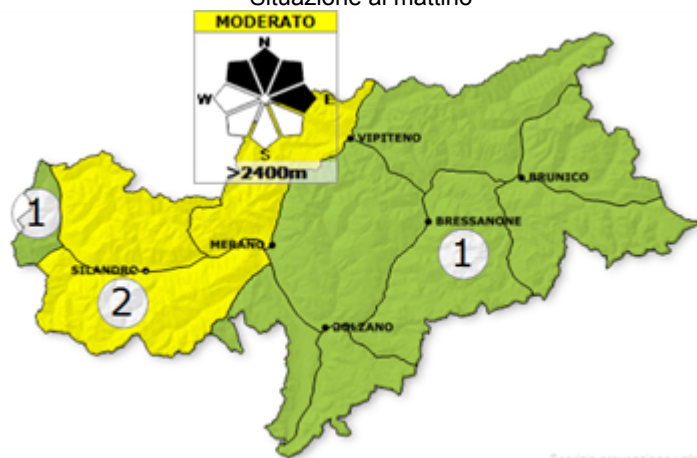 Situazione al mattino
MODERATO
N
W E
S
>2400m
VIPITENO
BRUNICO
1
BRESSANONE
MERANO
1
SILANDRO
2
BOLZANO